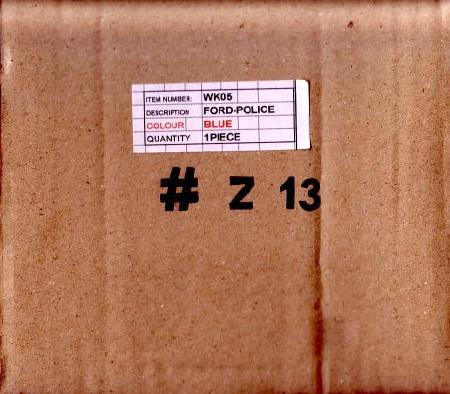 ITEM NUMBER: WK05
DESCRIPTION FORD-POLICE
COLOUR BLUE
QUANTITY 1PIECE
# Z 13